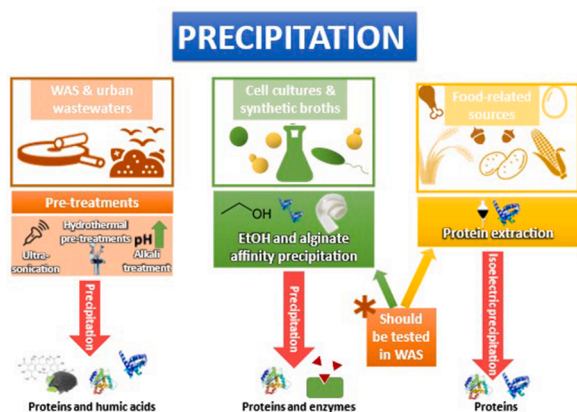 PRECIPITATION
WAS & urban
wastewaters
Pre-treatments
Hydrothermal
pre-treatments
Ultra-
sonication
pH
Alkali
treatment
Precipitation
Proteins and humic acids
Cell cultures &
synthetic broths
OH
EtOH and alginate
affinity precipitation
Precipitation
Proteins and enzymes
Food-related
sources
Protein extraction
Isoelectric precipitation
Proteins
*
Should
be tested
in WAS